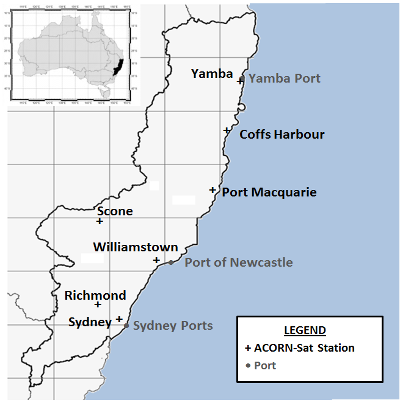 Yamba
Yamba Port
Coffs Harbour
Port Macquarie
Scone
Williamstown
Port of Newcastle
Richmond
Sydney
Sydney Ports
LEGEND
+ ACORN-Sat Station
Port